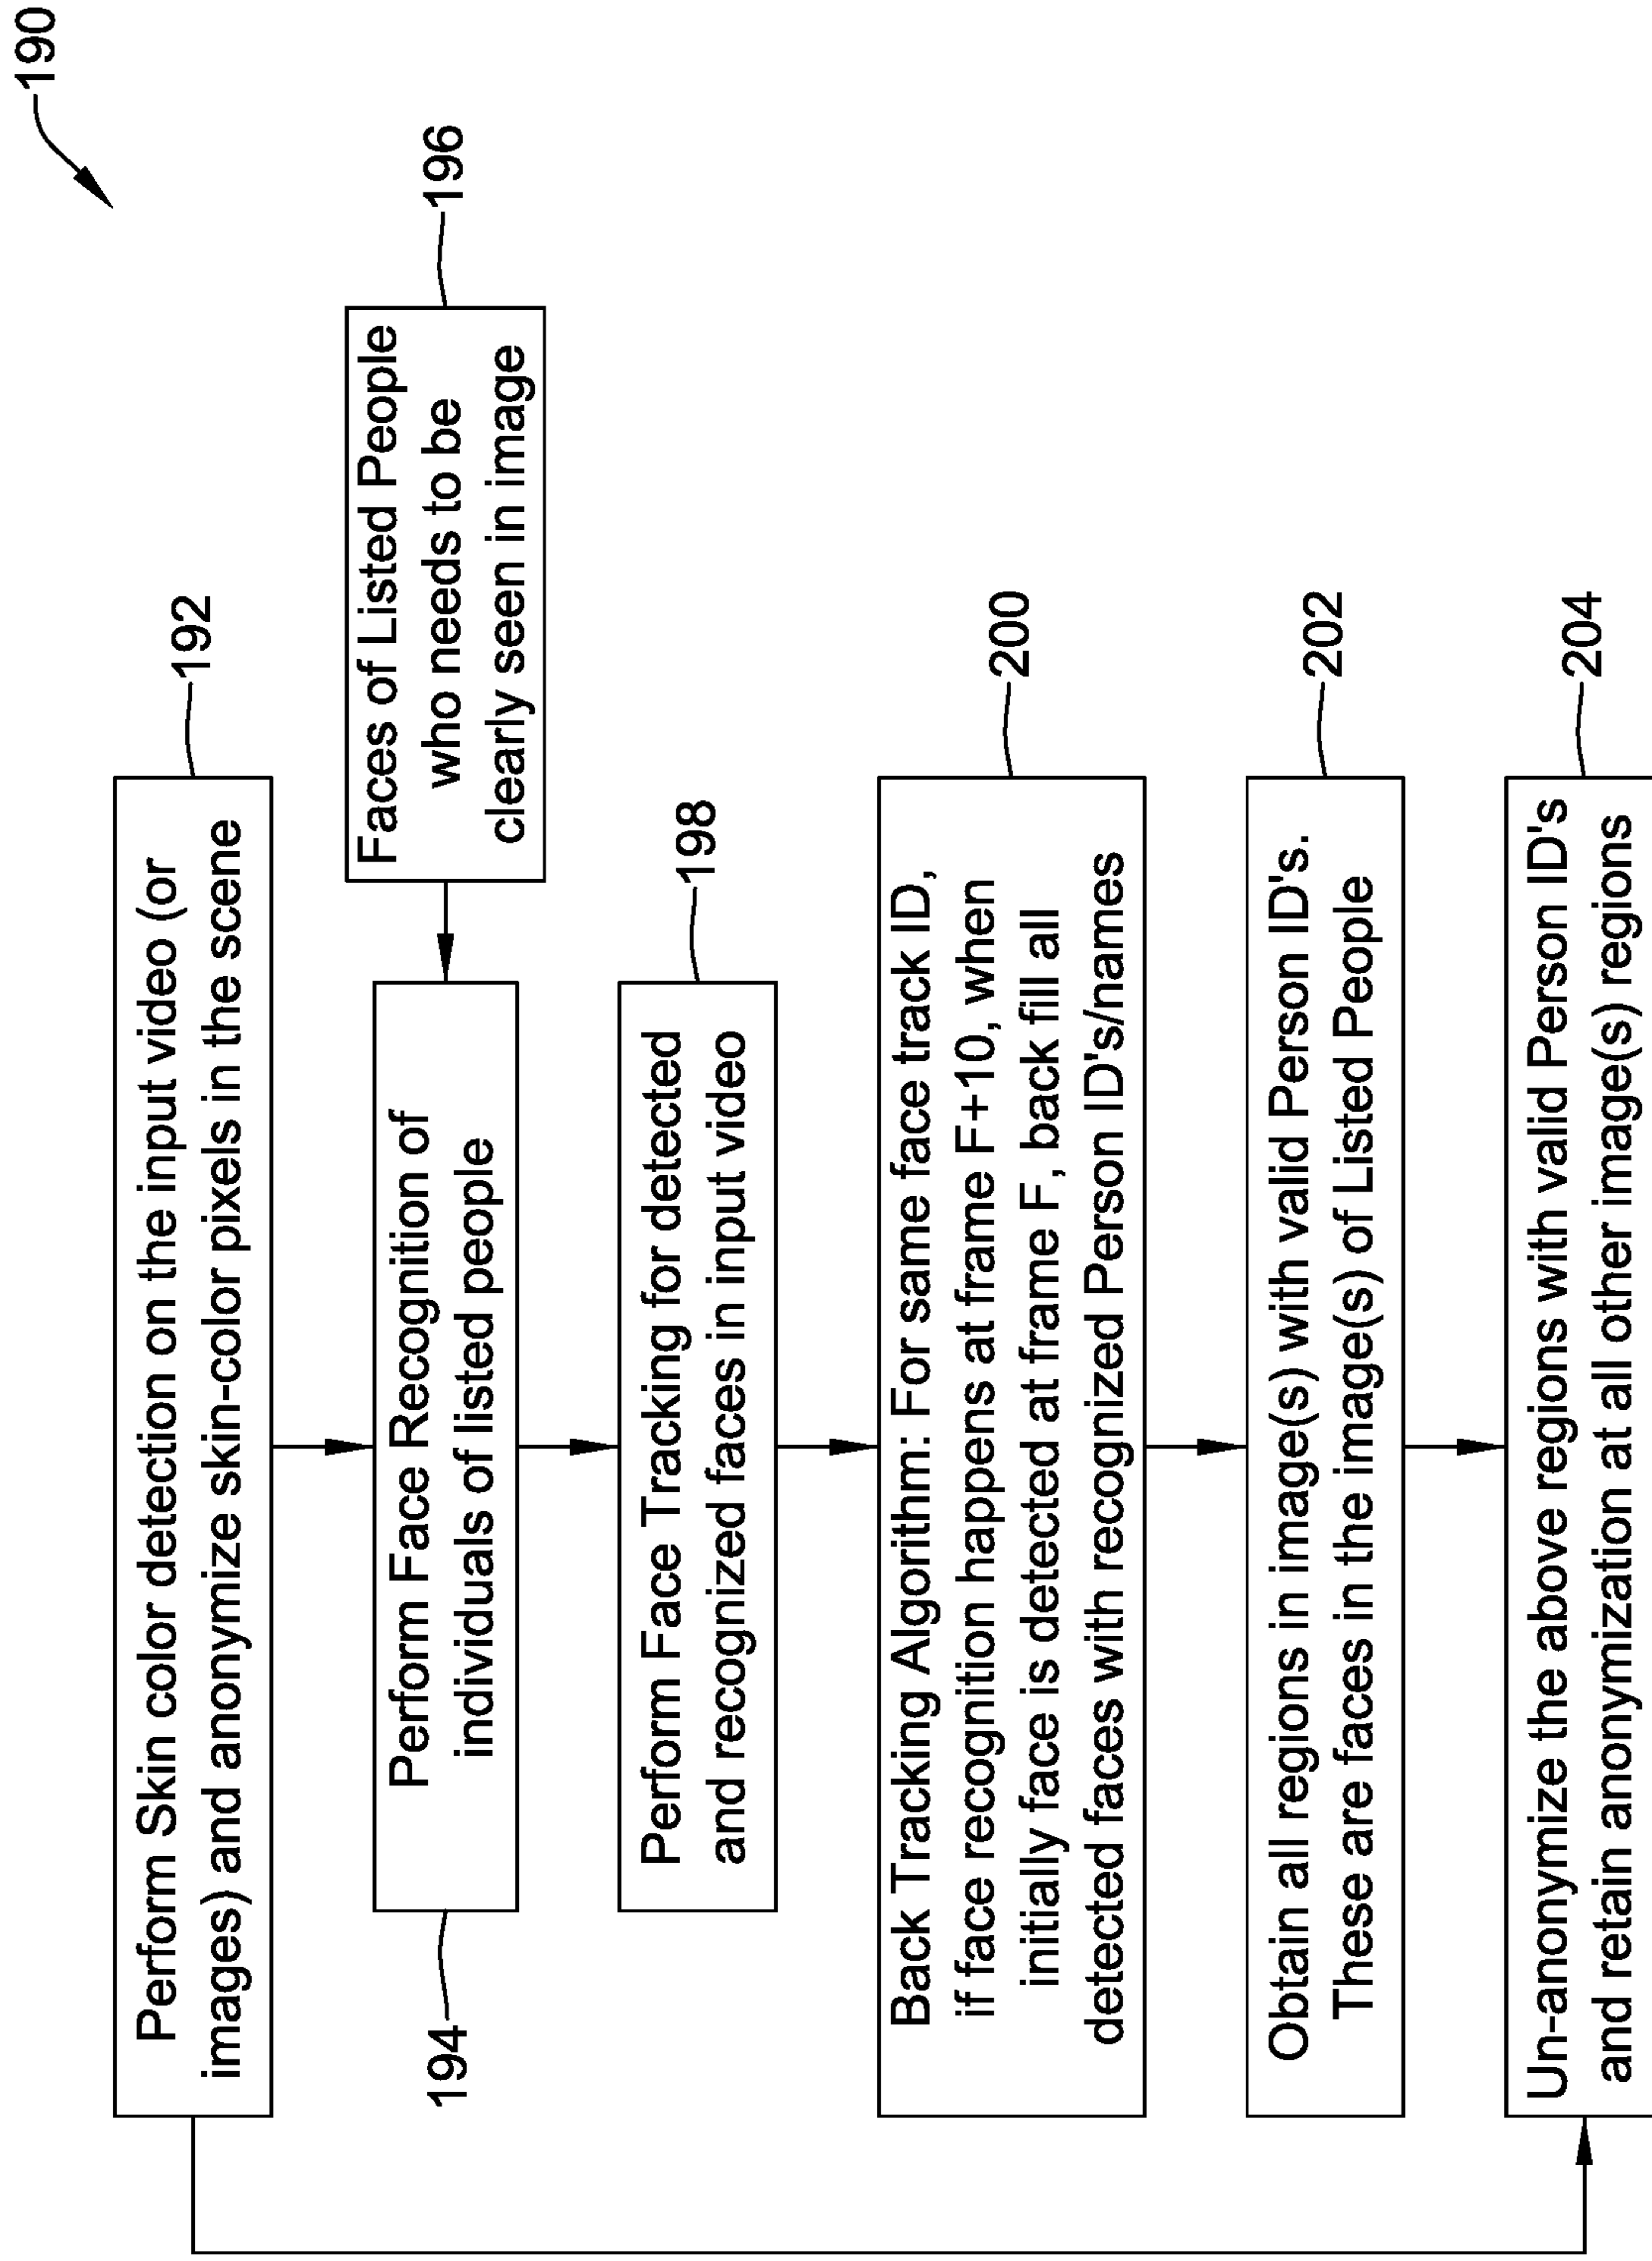 190
Perform Skin color detection on the input video (or
images) and anonymize skin-color pixels in the scene
192
Faces of Listed People
who needs to be
clearly seen in image
196
Perform Face Recognition of
individuals of listed people
194
Perform Face Tracking for detected
and recognized faces in input video
198
Back Tracking Algorithm: For same face track ID,
if face recognition happens at frame F+10, when
initially face is detected at frame F, back fill all
detected faces with recognized Person ID's/names
200
Obtain all regions in image(s) with valid Person ID's.
These are faces in the image(s) of Listed People
202
Un-anonymize the above regions with valid Person ID's
and retain anonymization at all other image(s) regions
204